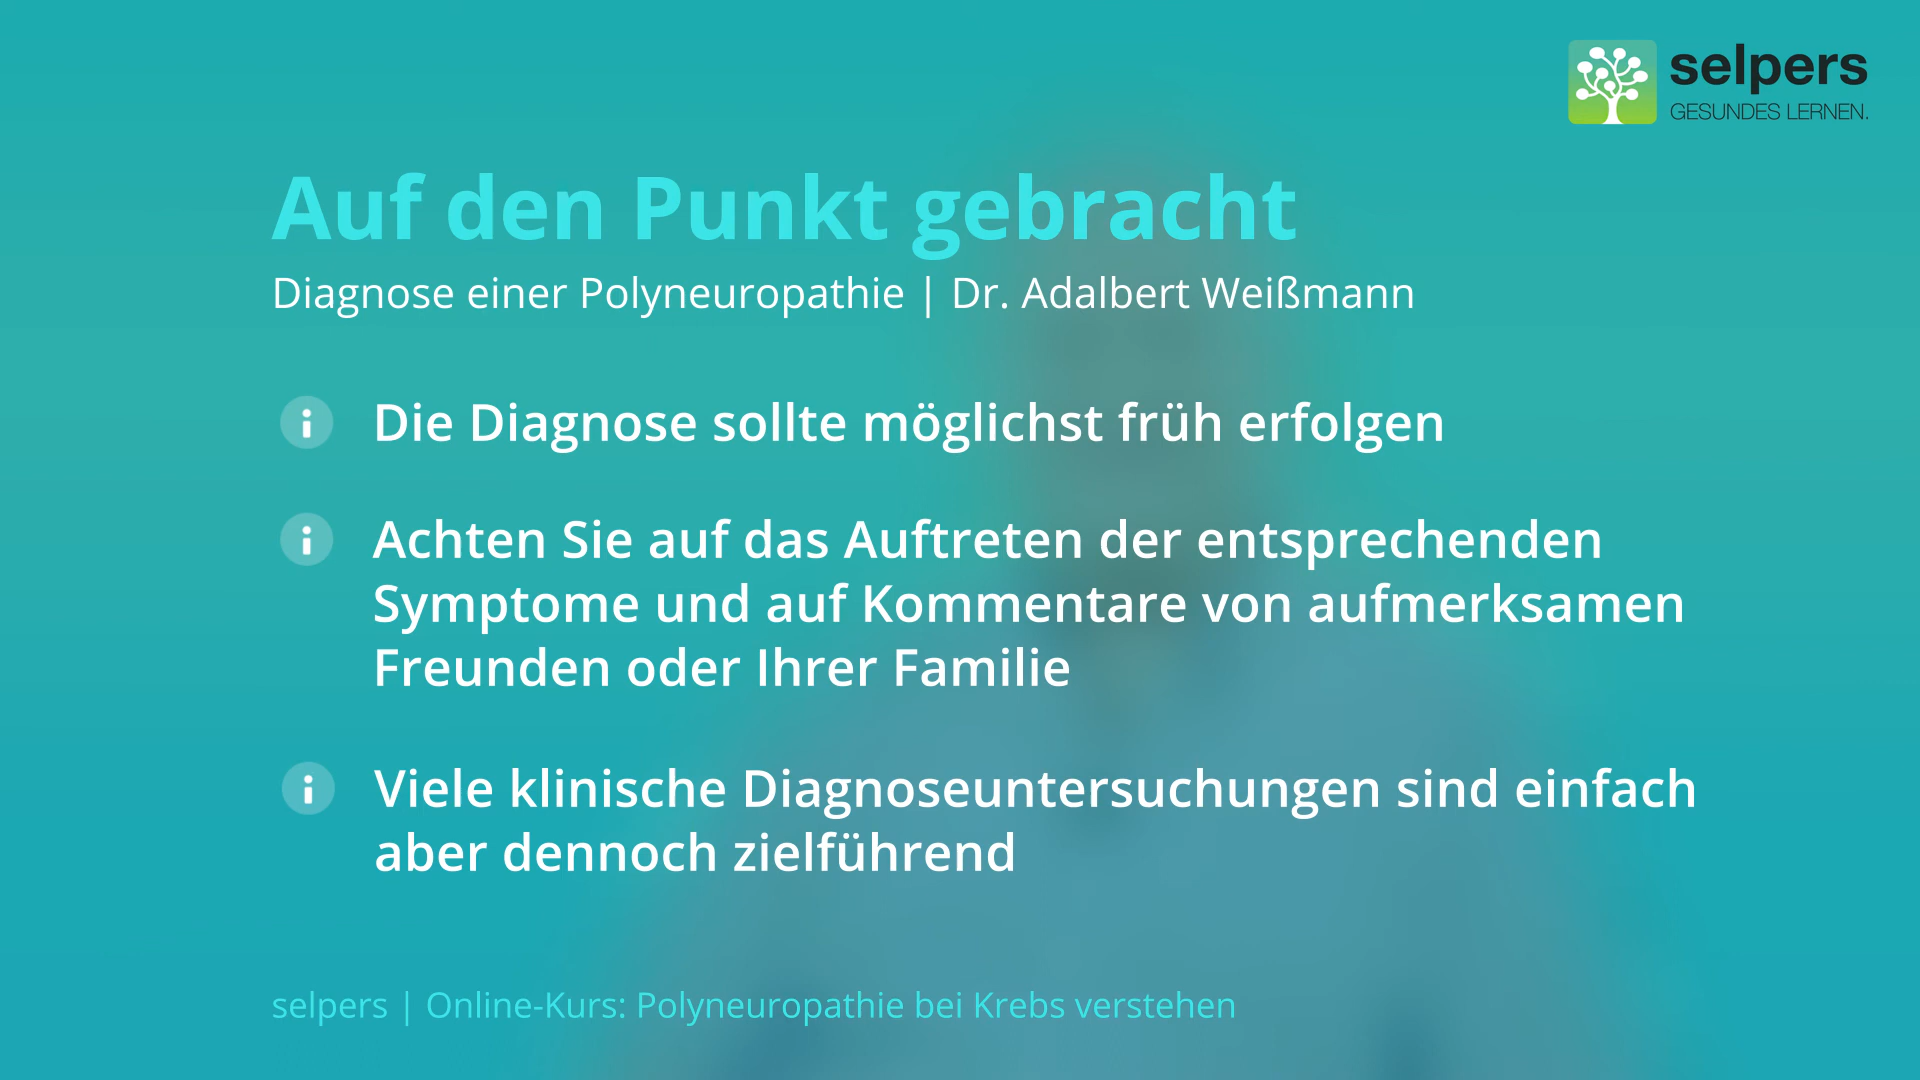 selpers
GESUNDES LERNEN.
Auf den Punkt gebracht
Diagnose einer Polyneuropathie | Dr. Adalbert Weißmann
Die Diagnose sollte möglichst früh erfolgen
Achten Sie auf das Auftreten der entsprechenden
Symptome und auf Kommentare von aufmerksamen
Freunden oder Ihrer Familie
Viele klinische Diagnoseuntersuchungen sind einfach
aber dennoch zielführend
selpers | Online-Kurs: Polyneuropathie bei Krebs verstehen